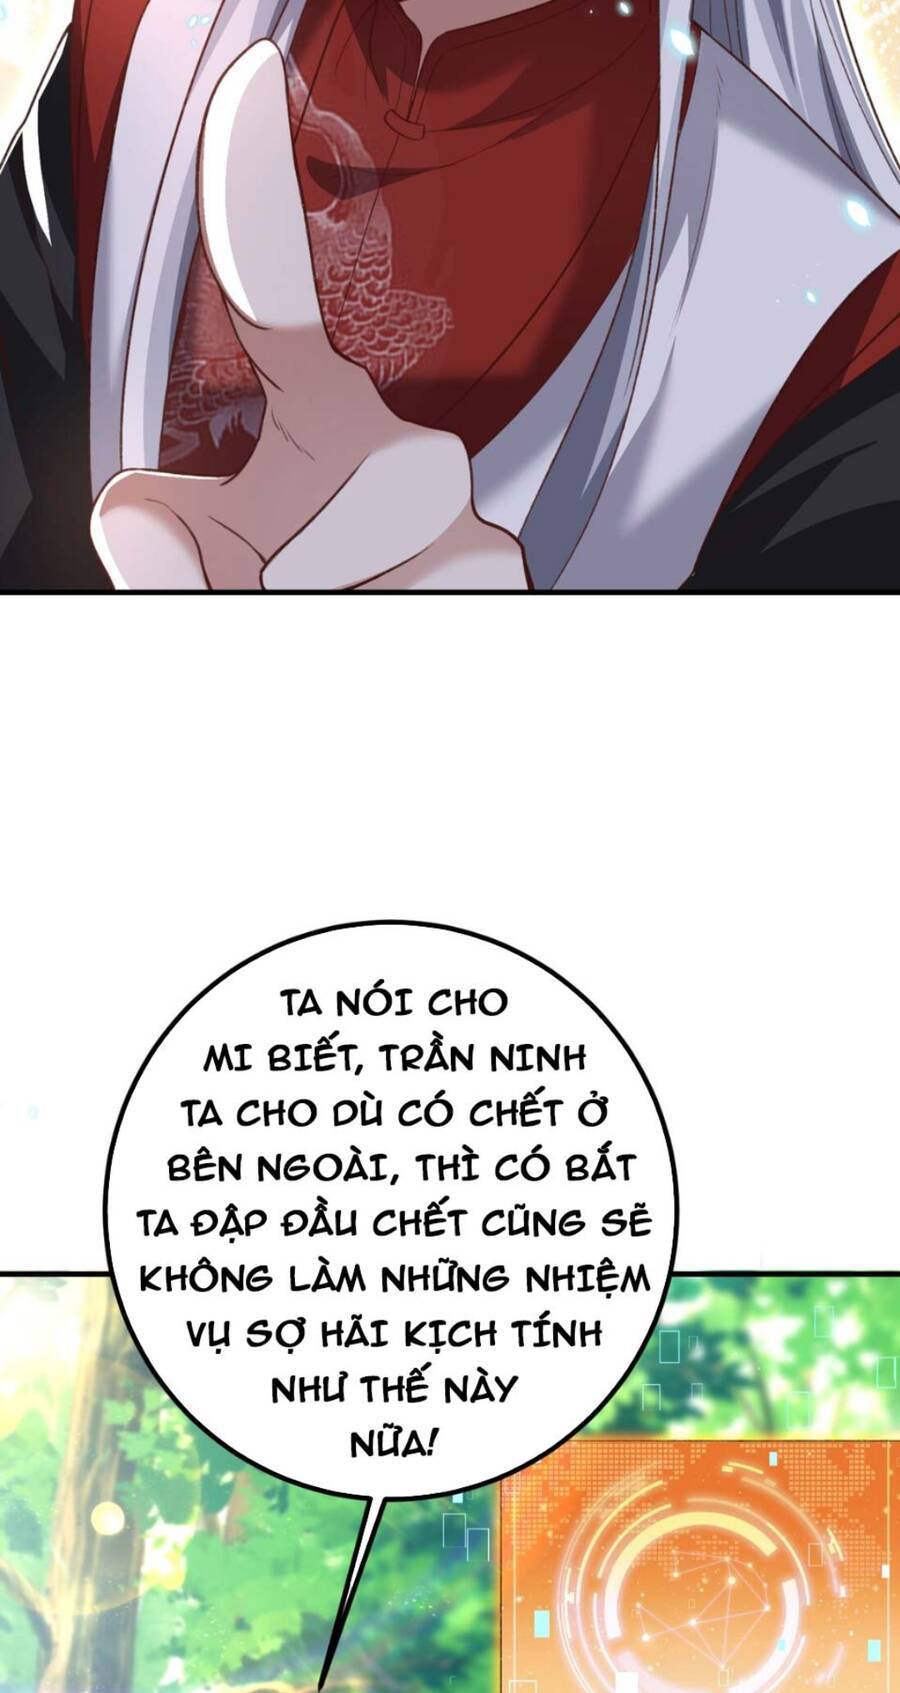 TA NÓI CHO
MI BIẾT, TRẦN NINH
TA CHO DÙ CÓ CHẾT Ở
BÊN NGOÀI, THÌ CÓ BẮT
TA ĐẬP ĐẦU CHẾT CŨNG SẼ
KHÔNG LÀM NHỮNG NHIỆM
VỤ SỢ HÃI KỊCH TÍNH
NHƯ THẾ NÀY
NỮA!